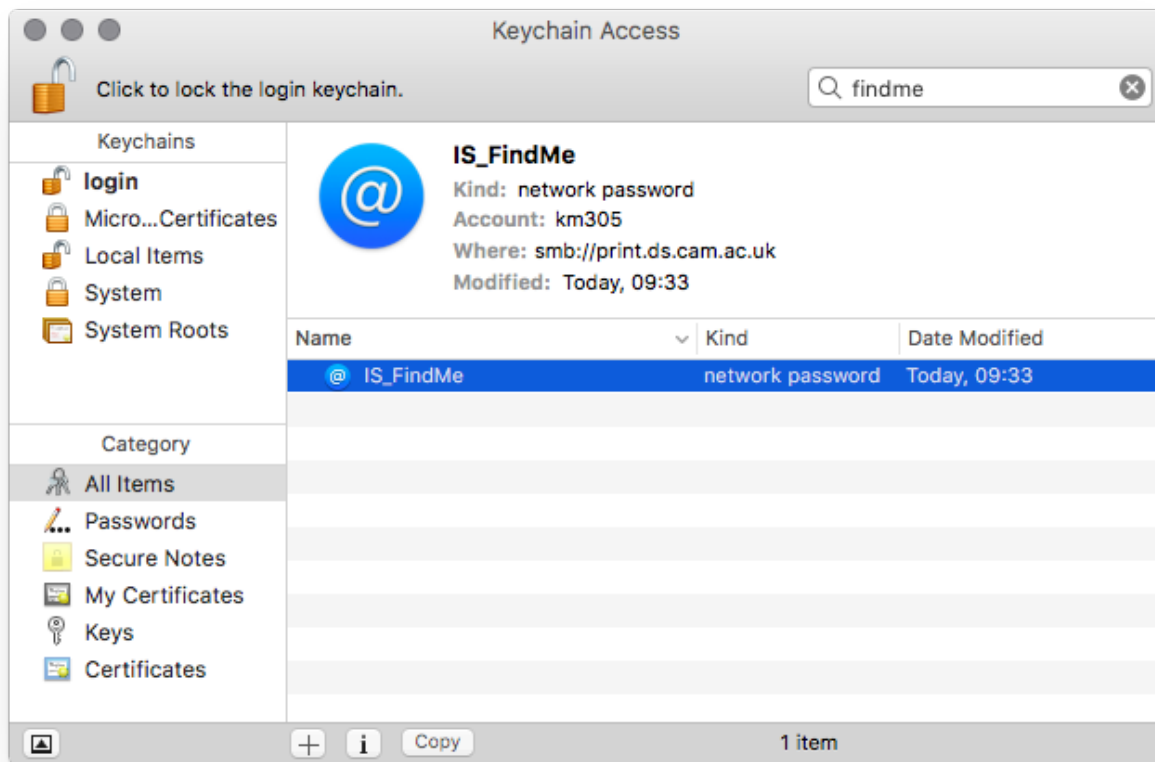 Keychain Access
Click to lock the login keychain.
findme
Keychains
login
Micro...Certificates
Local Items
System
System Roots
Category
All Items
Passwords
Secure Notes
My Certificates
Keys
Certificates
IS_FindMe
Kind: network password
Account: km305
Where: smb://print.ds.cam.ac.uk
Modified: Today, 09:33
Name Kind Date Modified
IS_FindMe network password Today, 09:33
Copy 1 item